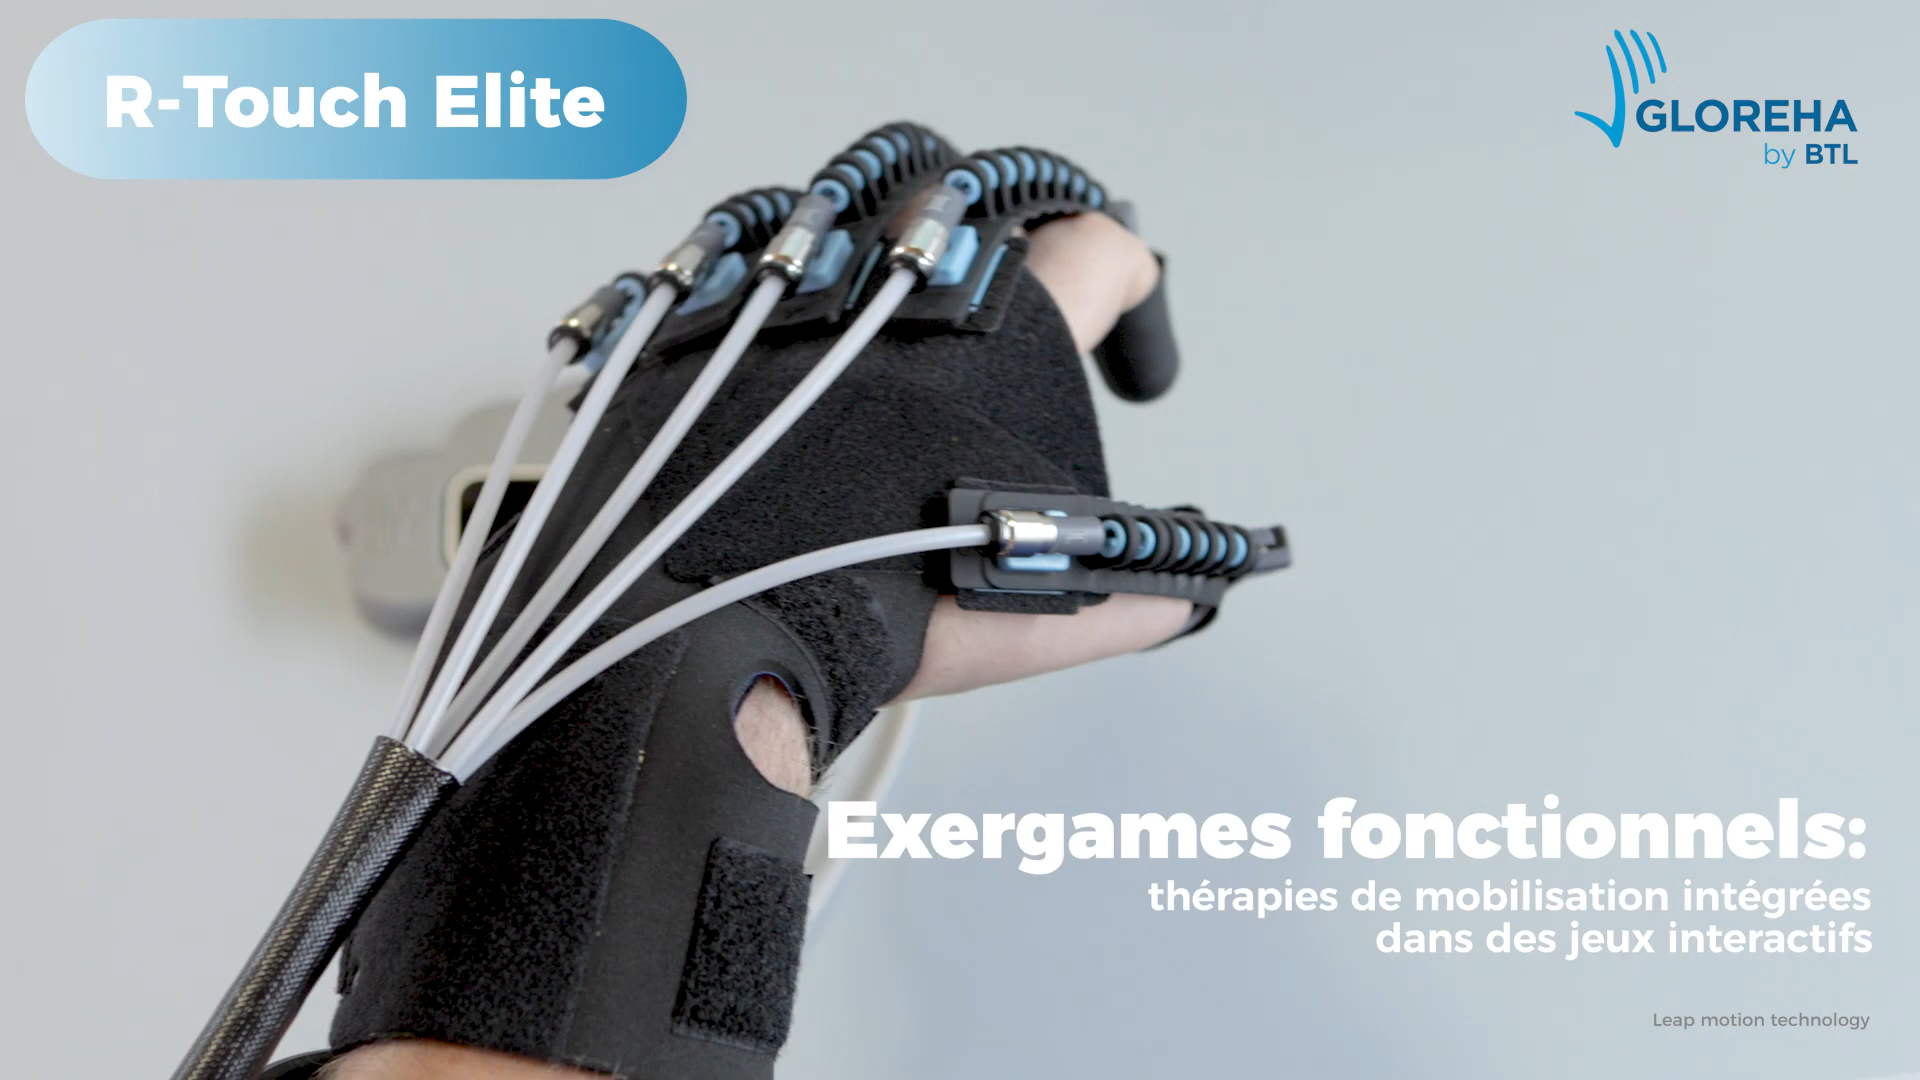 R-Touch Elite
GLOREHA
by BTL
Exergames fonctionnels:
thérapies de mobilisation intégrées
dans des jeux interactifs
Leap motion technology